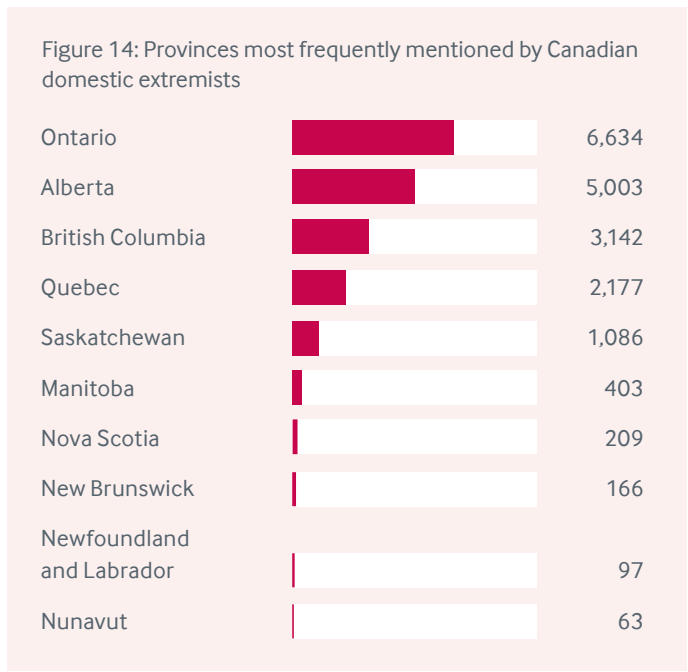 Figure 14: Provinces most frequently mentioned by Canadian
domestic extremists
Ontario 6,634
Alberta 5,003
British Columbia 3,142
Quebec 2,177
Saskatchewan 1,086
Manitoba 403
Nova Scotia 209
New Brunswick 166
Newfoundland
and Labrador 97
Nunavut 63